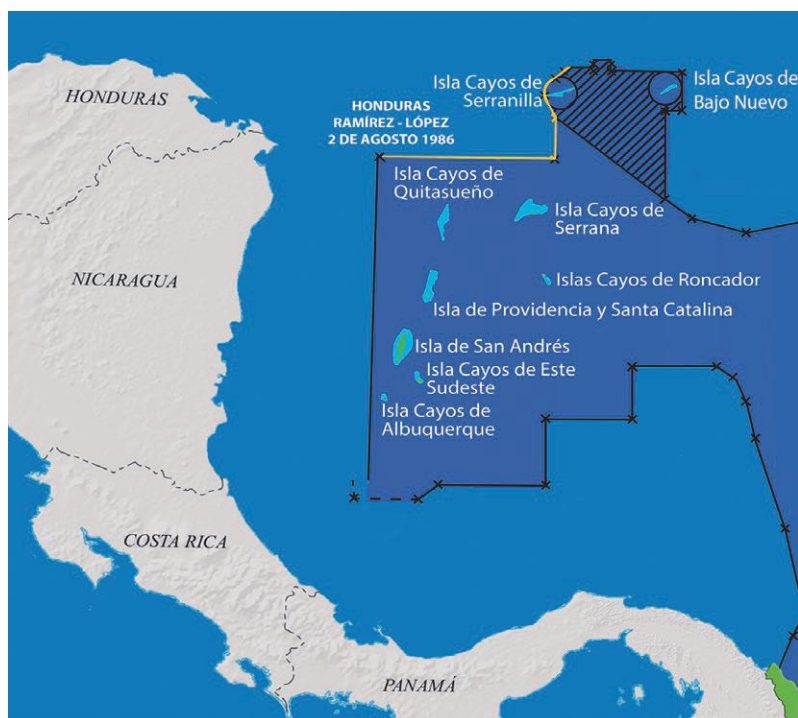 Isla Cayos de
Serranilla
Isla Cayos de
Bajo Nuevo
HONDURAS
HONDURAS
RAMÍREZ - LÓPEZ
2 DE AGOSTO 1986
Isla Cayos de
Quitasueño
Isla Cayos de
Serrana
NICARAGUA
Islas Cayos de Roncador
Isla de Providencia y Santa Catalina
Isla de San Andrés
Isla Cayos de Este
Sudeste
Isla Cayos de
Albuquerque
COSTA RICA
PANAMÁ